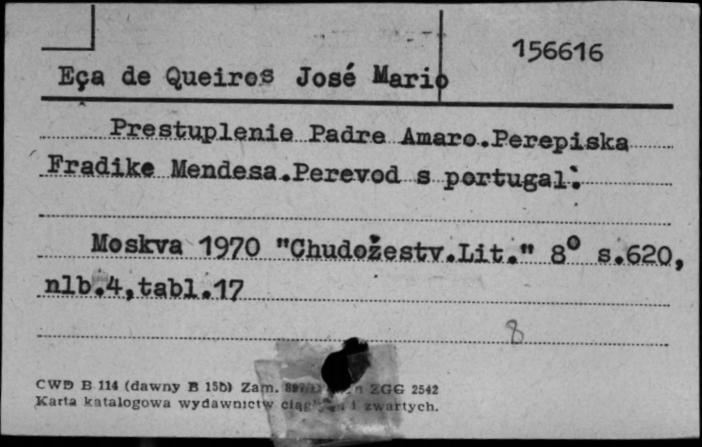 156616
Eça de Queiros José Mario
Prestuplenie Padre Amaro.Perepiska
Fradike Mendesa.Perevod s portugal.
Moskva 1970 "Chudožestv.Lit." 8° s.620,
nlb.4,tabl.17
8
CWD B 114 (dawny B 15b) Zam. ZGG 2542
Karta katalogowa wydawnictw i zwartych.